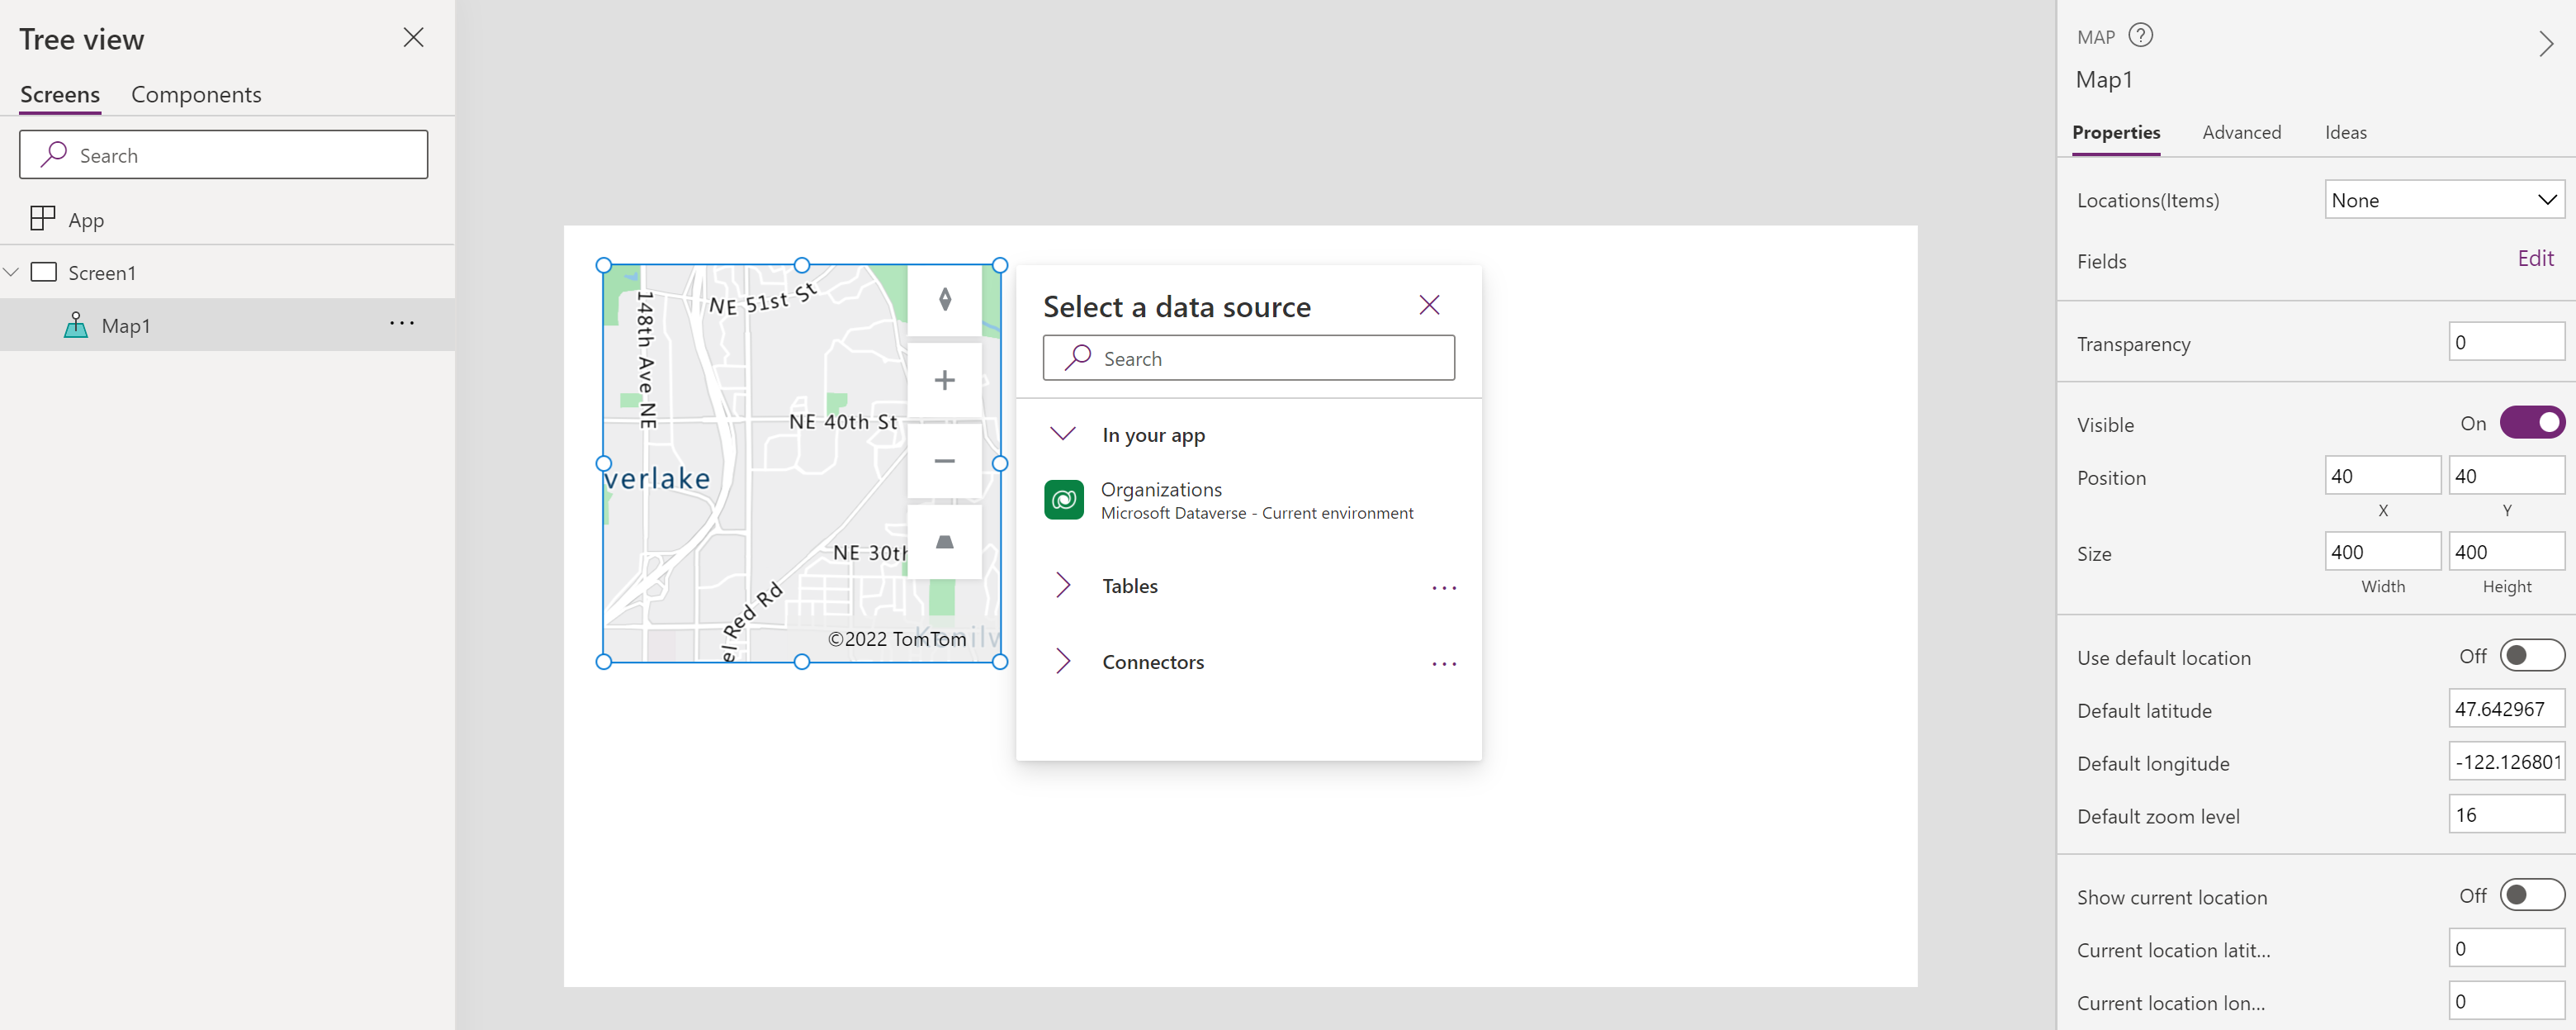 Tree view
Screens Components
Search
App
Screen1
Map1
148th Ave NE
NE 51st St
NE 40th St
verlake
NE 30th
el Red Rd
©2022 TomTom
Select a data source
Search
In your app
Organizations
Microsoft Dataverse - Current environment
Tables
Connectors
MAP
Map1
Properties Advanced Ideas
Locations(Items) None
Fields Edit
Transparency 0
Visible On
Position 40 40
X Y
Size 400 400
Width Height
Use default location Off
Default latitude 47.642967
Default longitude -122.126801
Default zoom level 16
Show current location Off
Current location latit... 0
Current location lon... 0